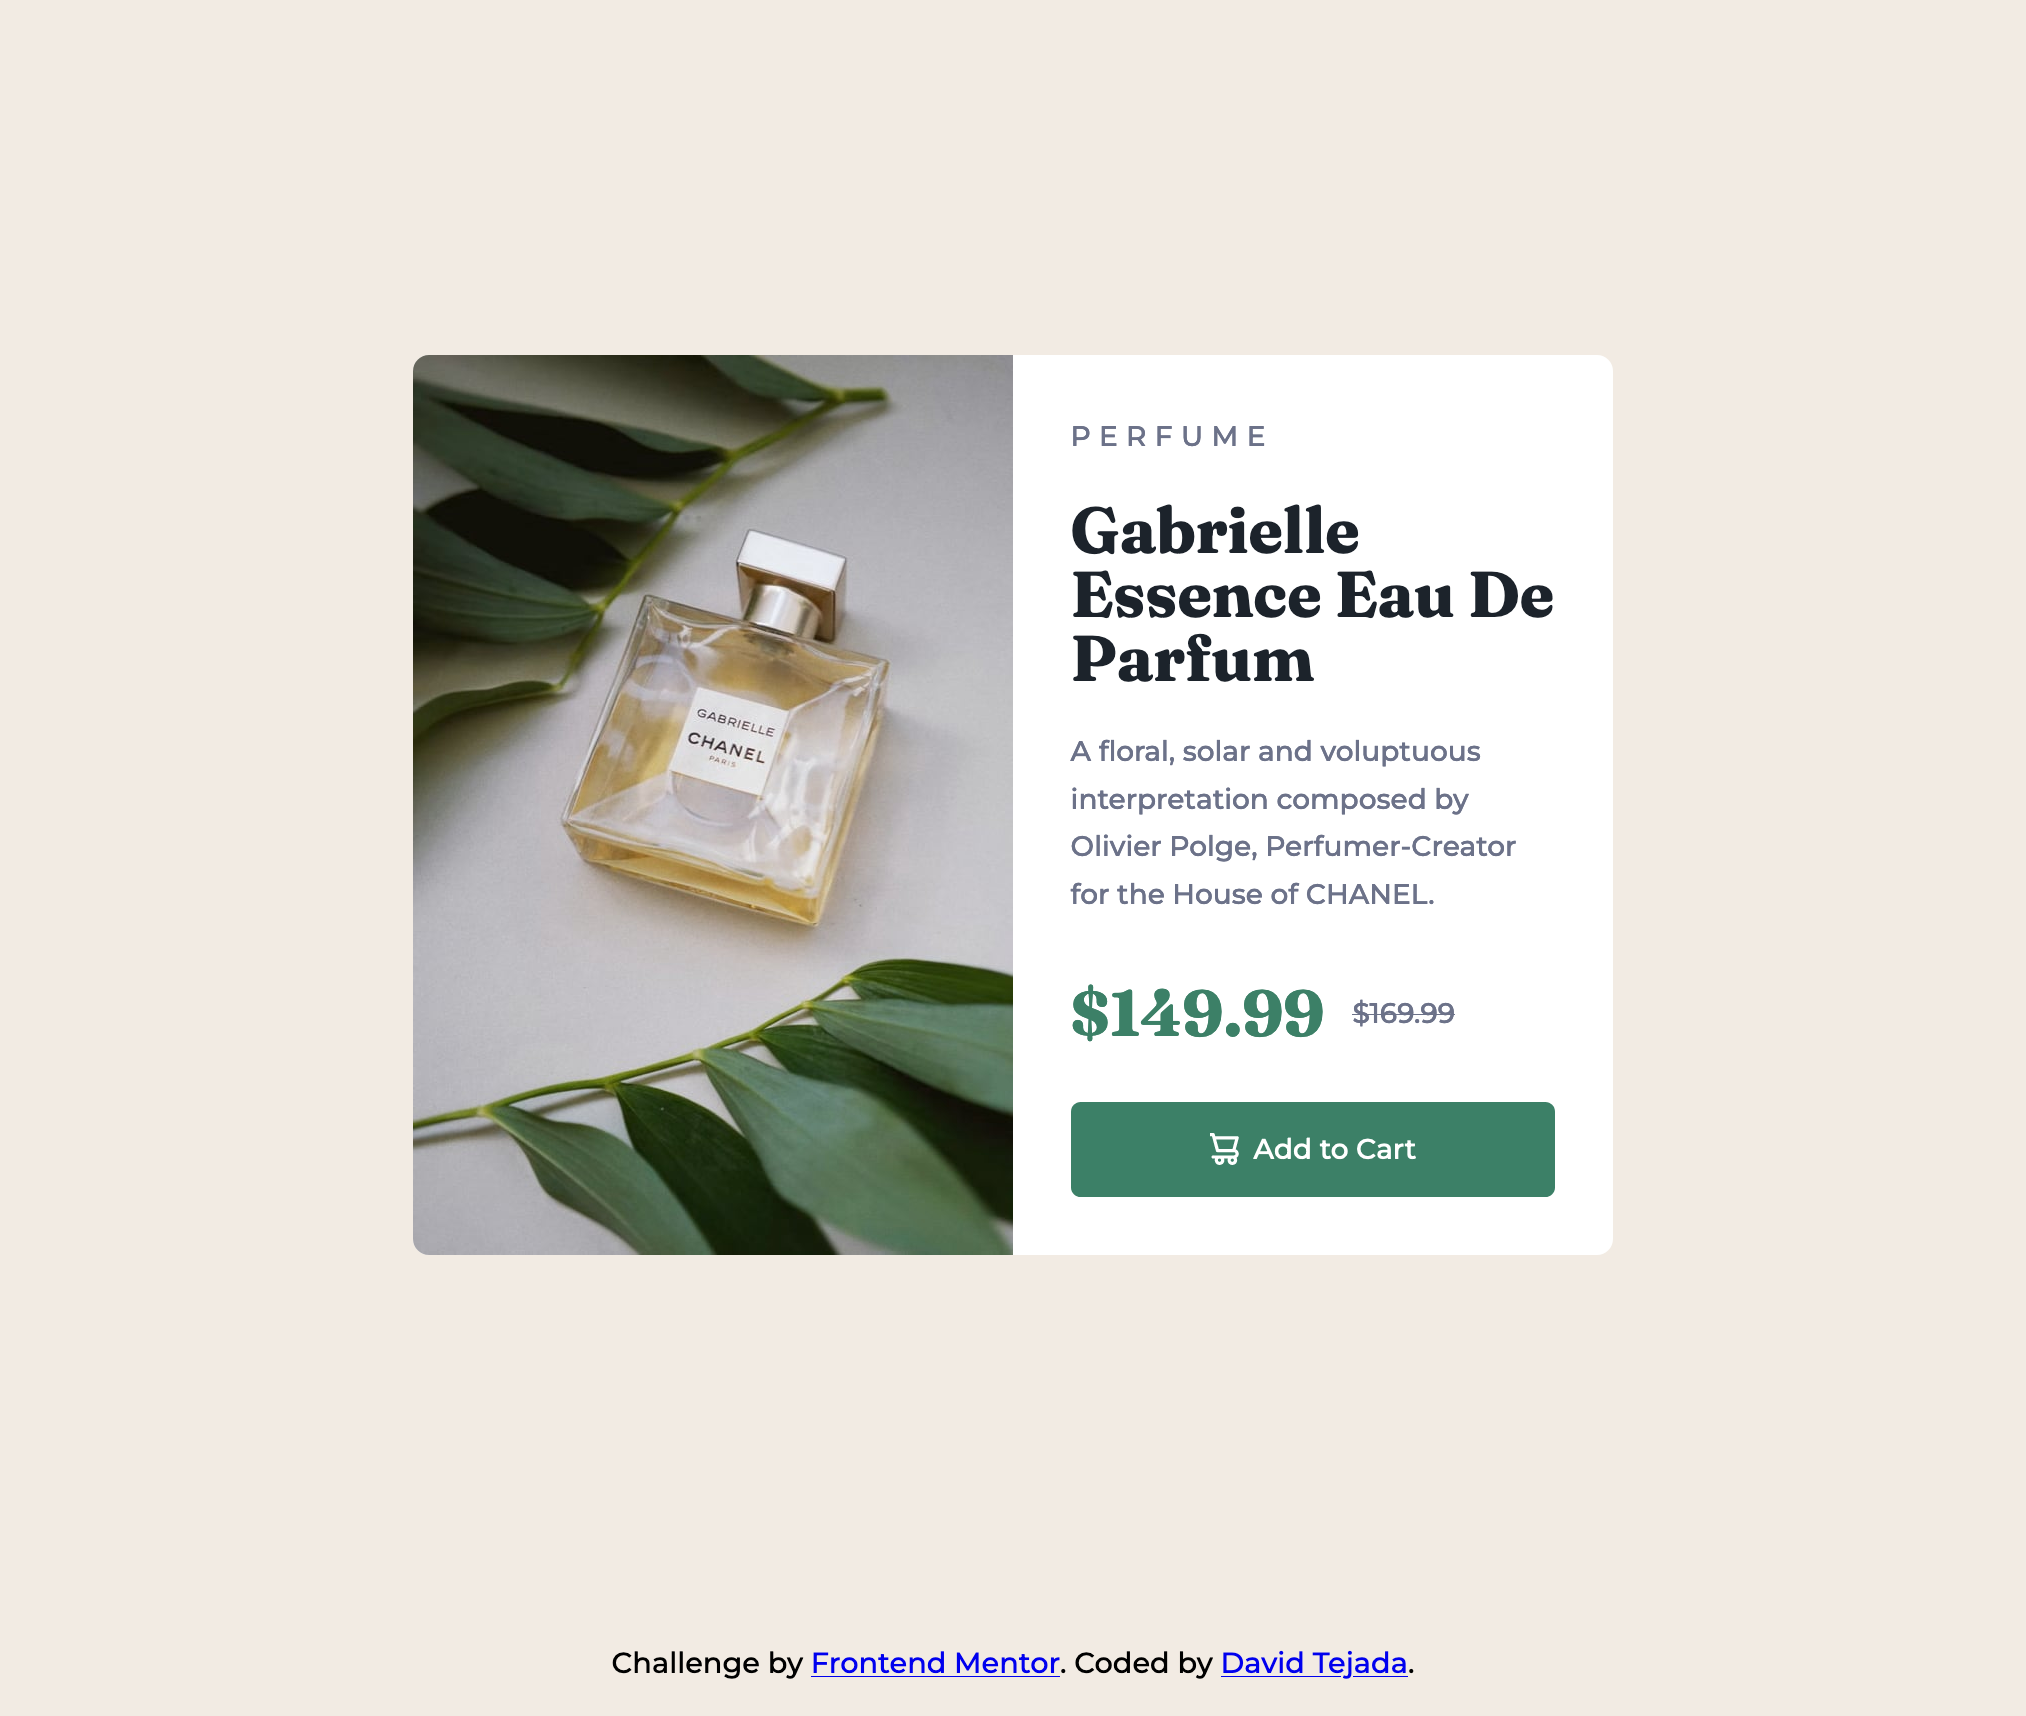 GABRIELLE
CHANEL
PARIS
PERFUME
Gabrielle
Essence Eau De
Parfum
A floral, solar and voluptuous
interpretation composed by
Olivier Polge, Perfumer-Creator
for the House of CHANEL.
$149.99 $169.99
Add to Cart
Challenge by Frontend Mentor. Coded by David Tejada.